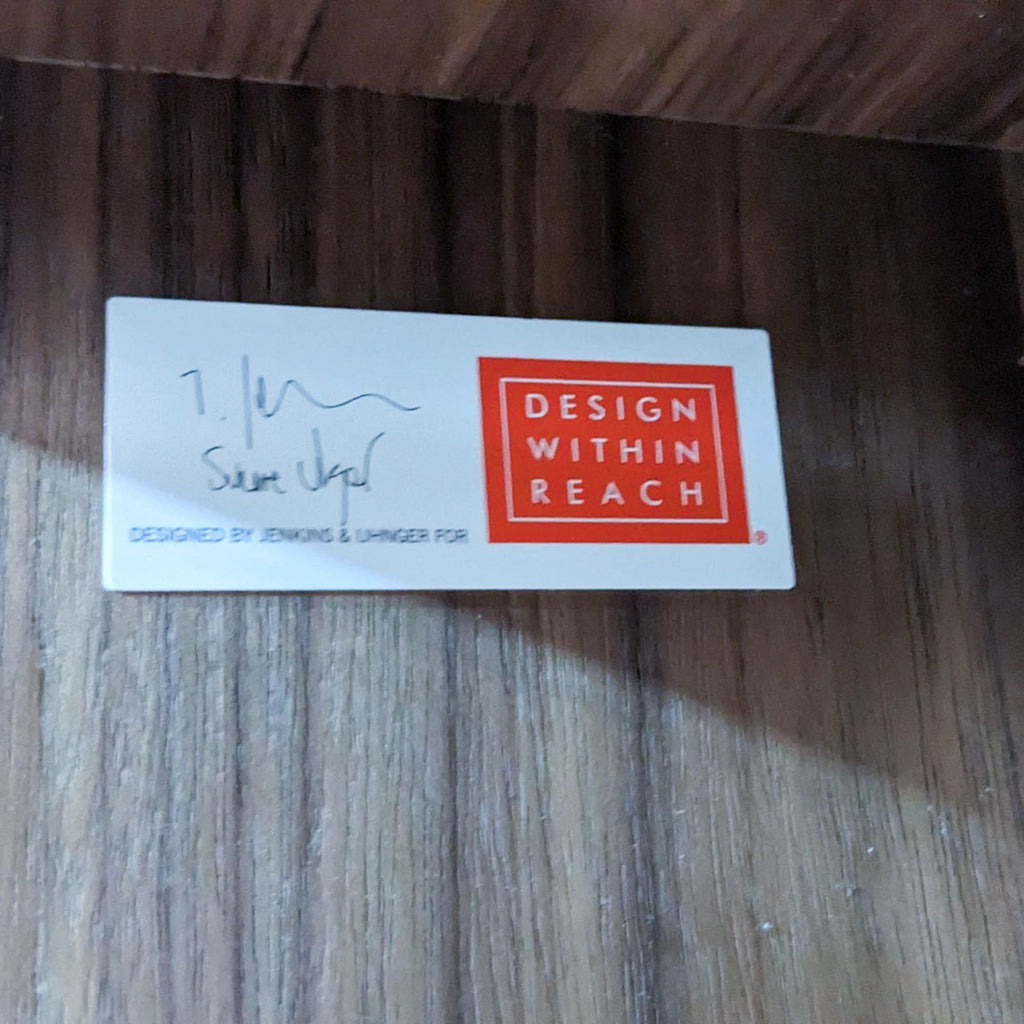 DESIGNED BY JENKINS & UHNGER FOR
DESIGN
WITHIN
REACH
®